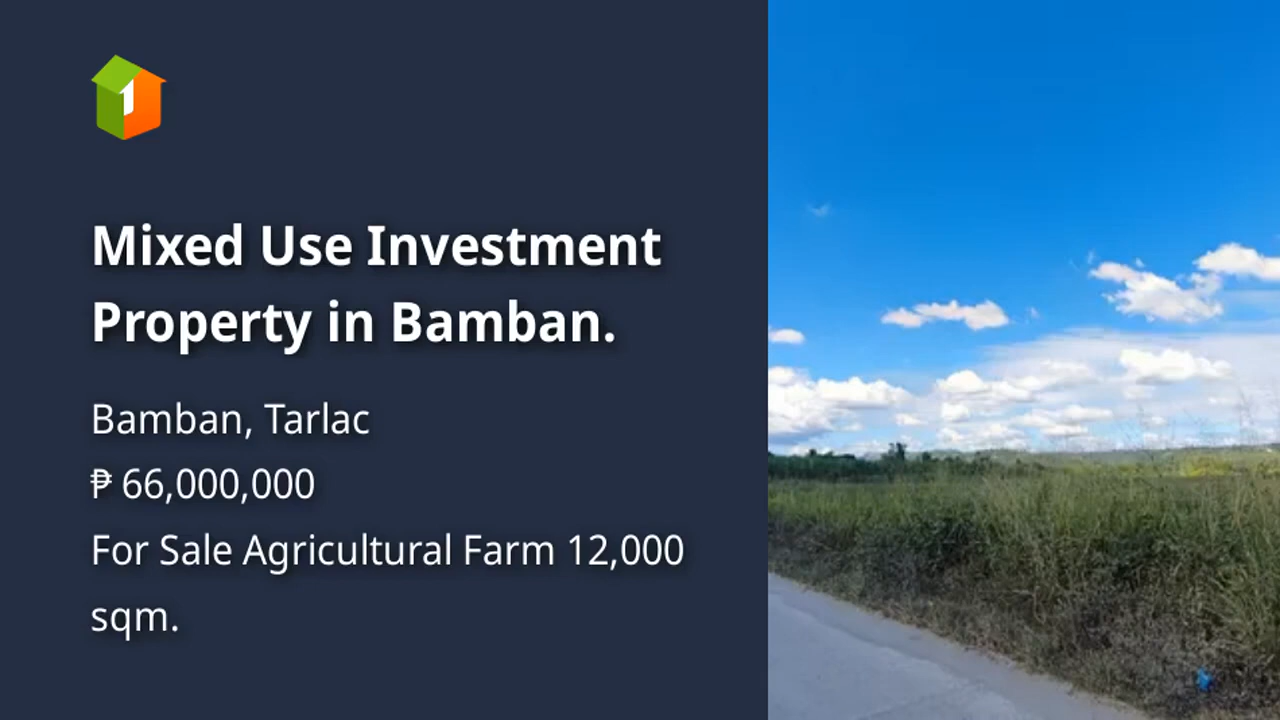 Mixed Use Investment
Property in Bamban.
Bamban, Tarlac
₱ 66,000,000
For Sale Agricultural Farm 12,000
sqm.